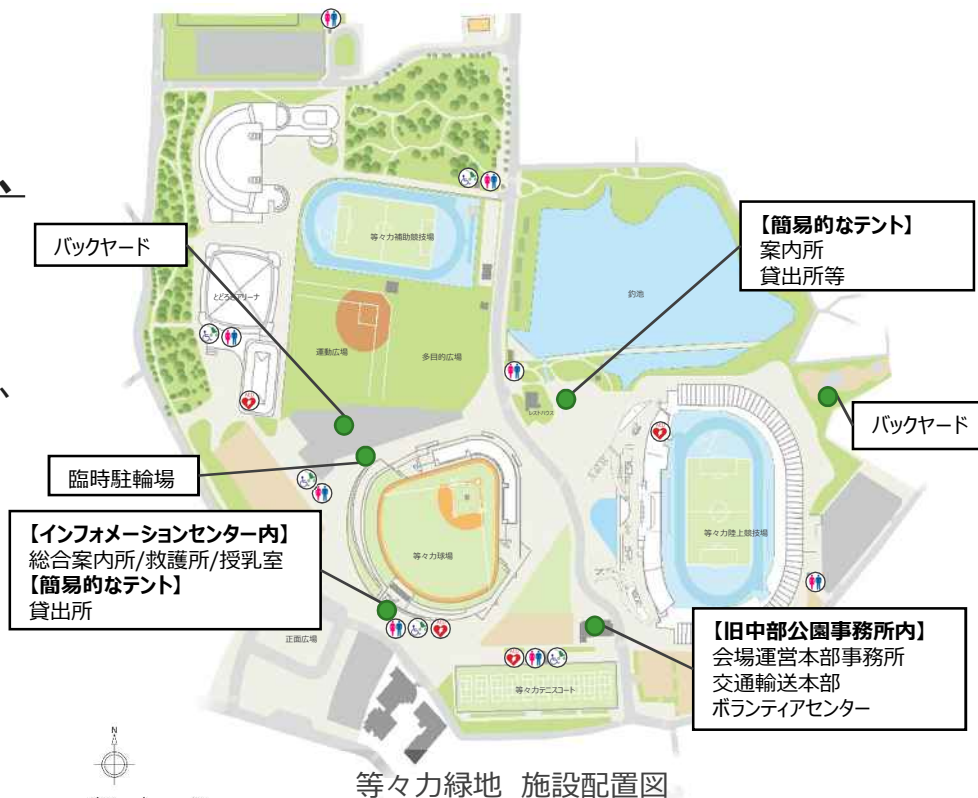 等々力補助競技場
バックヤード
【簡易的なテント】
案内所
貸出所等
とどろきアリーナ
釣池
運動広場
多目的広場
レストハウス
バックヤード
臨時駐輪場
【インフォメーションセンター内】
総合案内所/救護所/授乳室
【簡易的なテント】
貸出所
等々力球場
等々力陸上競技場
正面広場
【旧中部公園事務所内】
会場運営本部事務所
交通輸送本部
ボランティアセンター
等々力テニスコート
N
等々力緑地 施設配置図